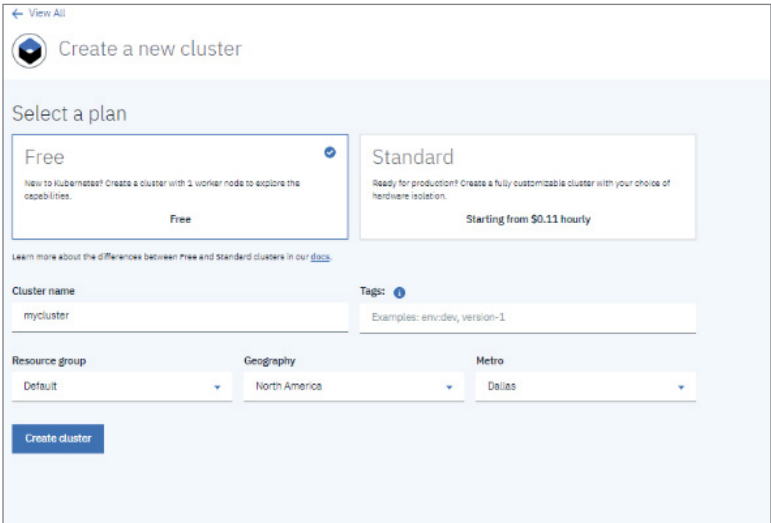 ← View All
Create a new cluster
Select a plan
Free
New to Kubernetes? Create a cluster with 1 worker node to explore the
capabilities.
Free
Standard
Ready for production? Create a fully customizable cluster with your choice of
hardware isolation.
Starting from $0.11 hourly
Learn more about the differences between Free and Standard clusters in our docs.
Cluster name
mycluster
Tags:
Examples: env:dev, version-1
Resource group
Default
Geography
North America
Metro
Dallas
Create cluster